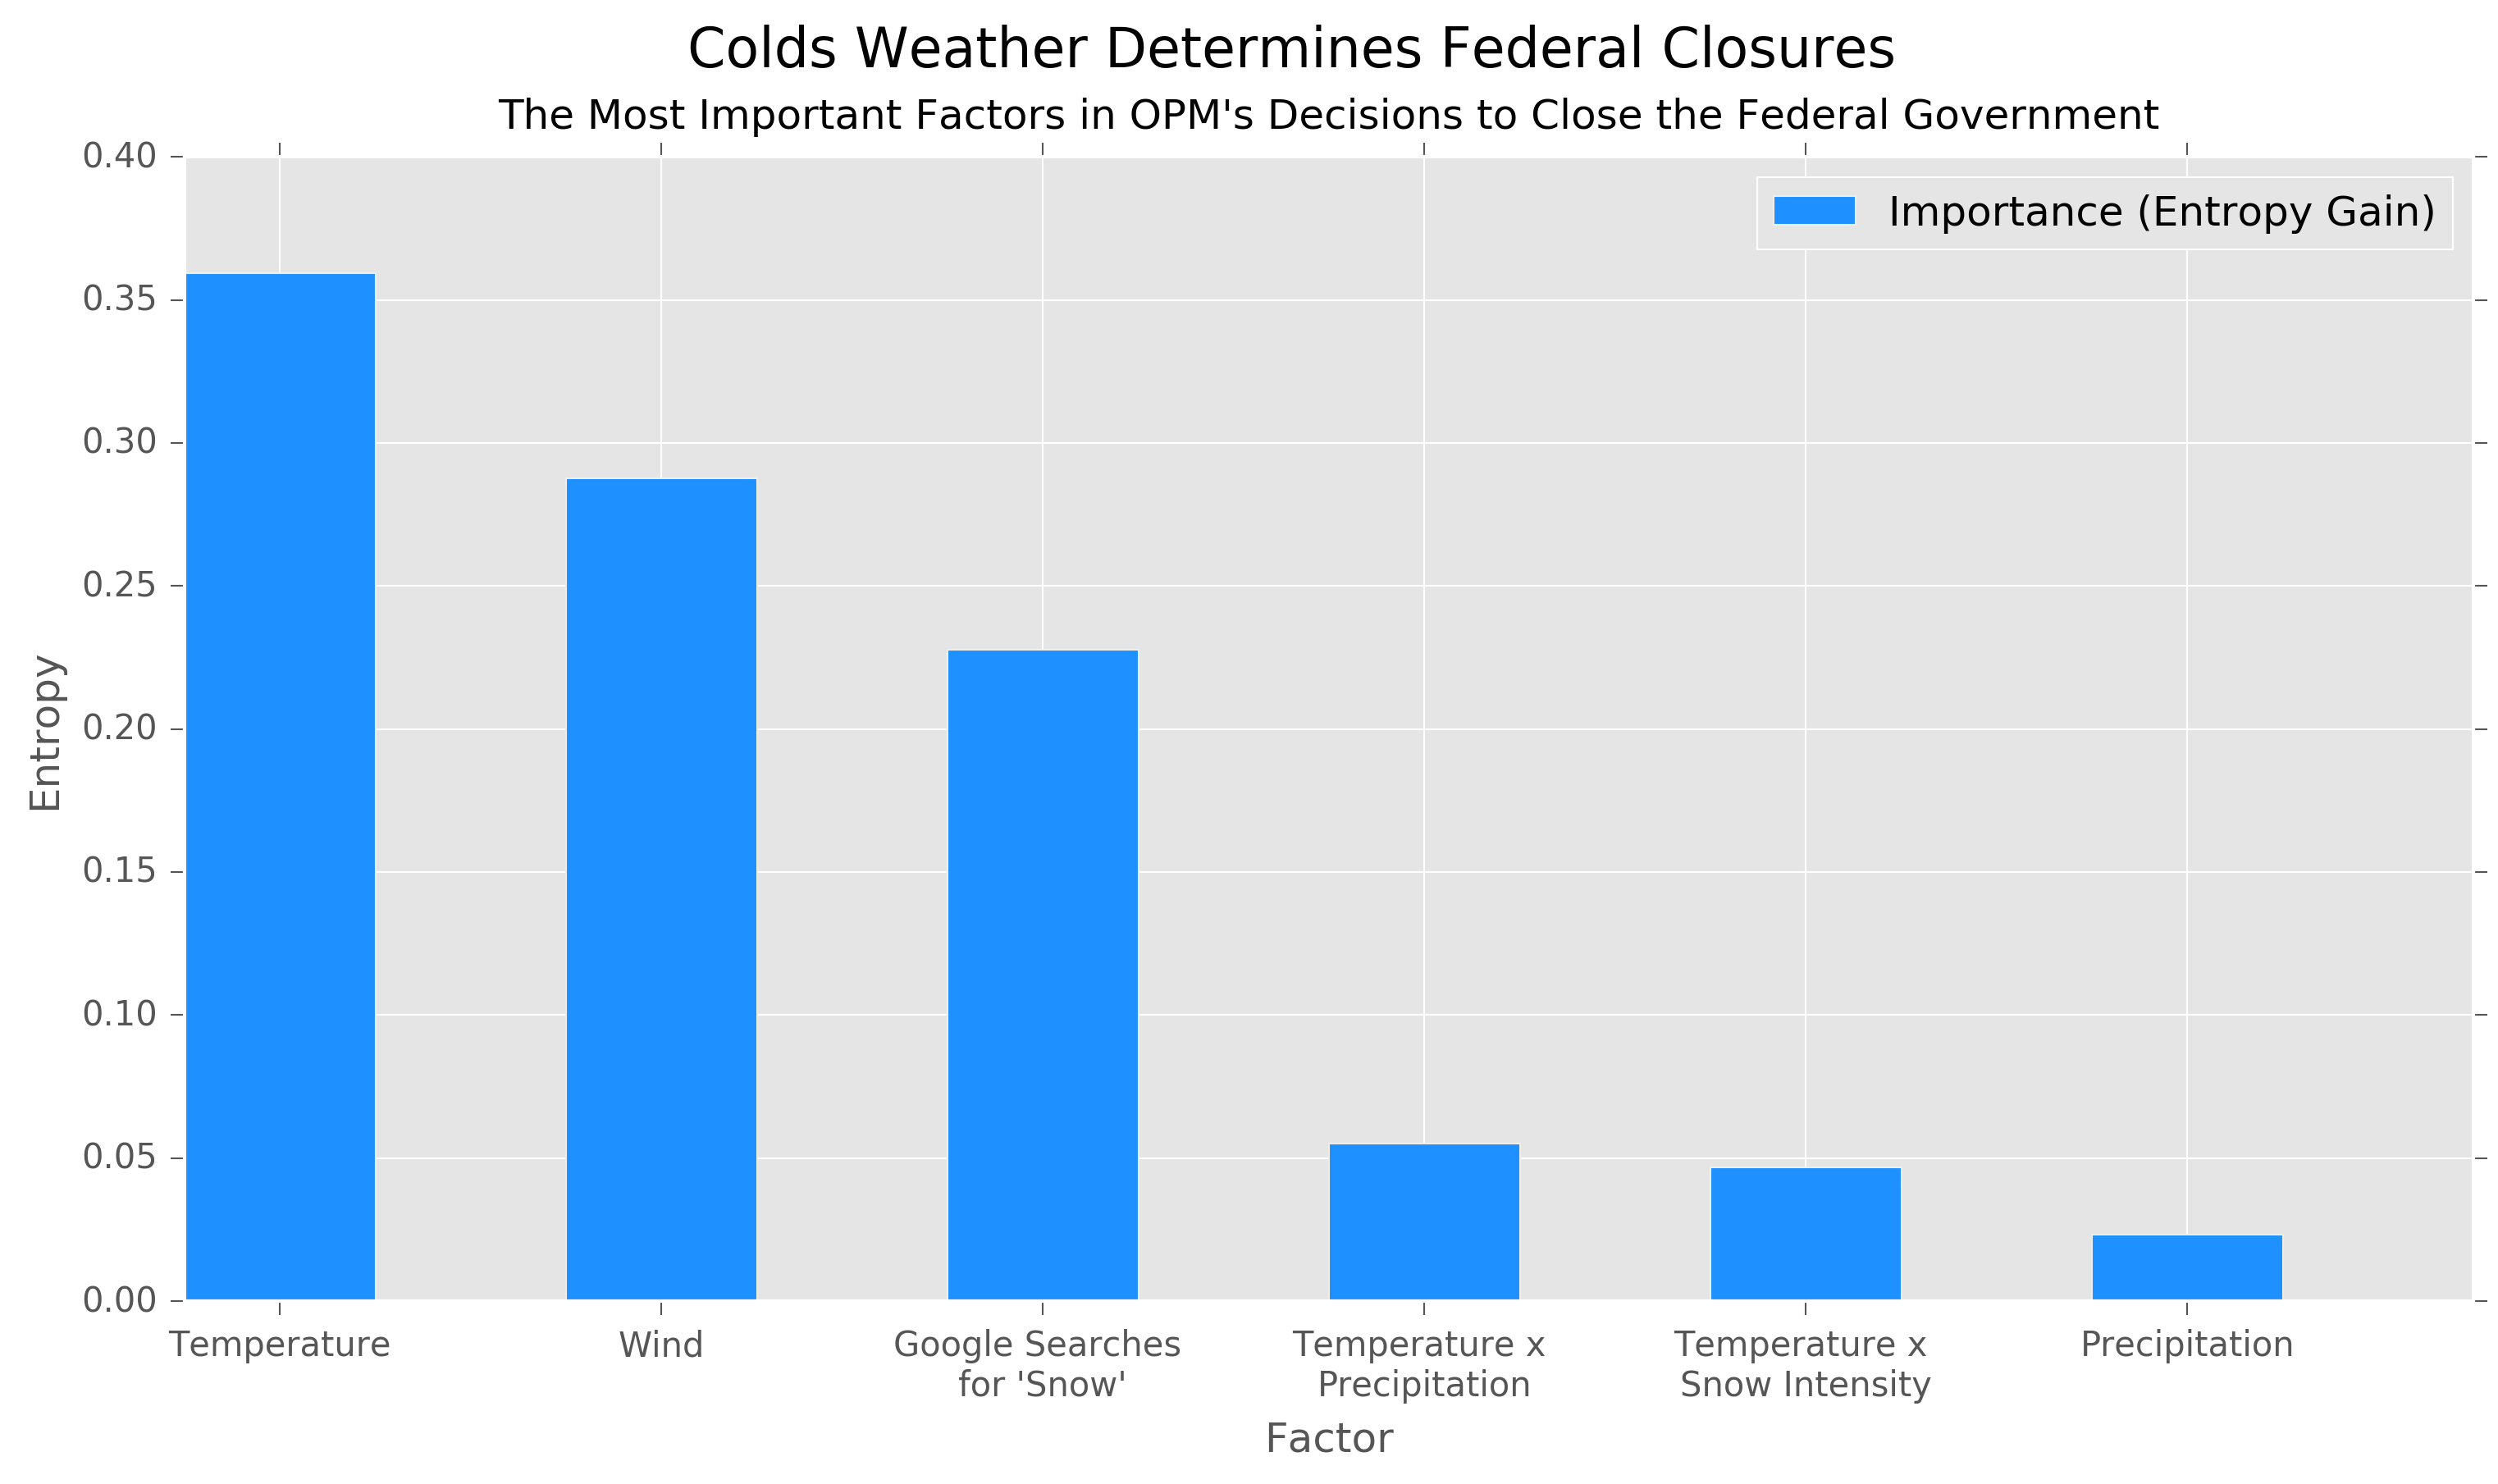 Colds Weather Determines Federal Closures
The Most Important Factors in OPM's Decisions to Close the Federal Government
Importance (Entropy Gain)
Entropy
0.40
0.35
0.30
0.25
0.20
0.15
0.10
0.05
0.00
Temperature
Wind
Google Searches
for 'Snow'
Temperature x
Precipitation
Temperature x
Snow Intensity
Precipitation
Factor